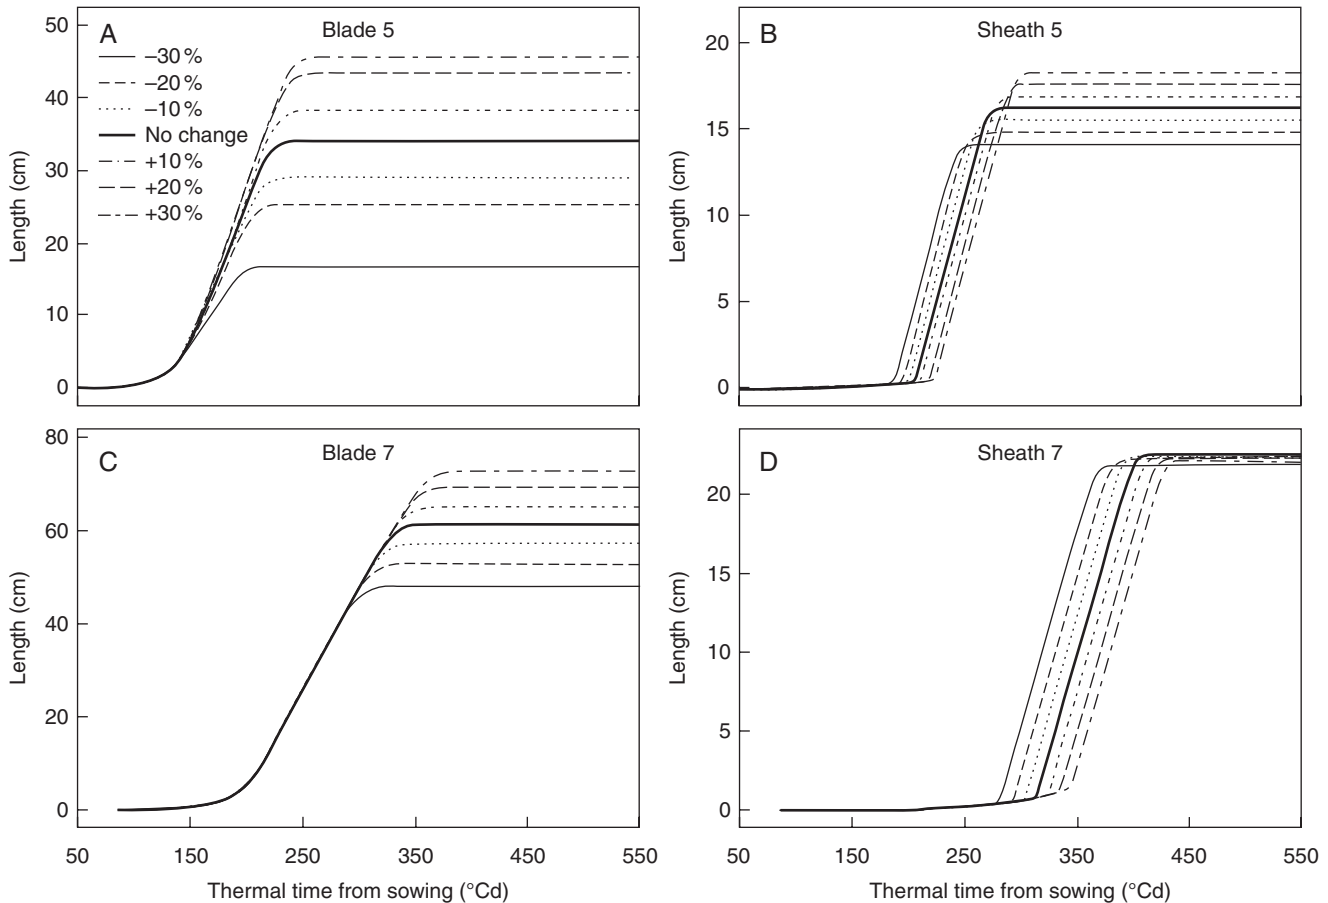 A
Blade 5
50
40
30
20
10
0
Length (cm)
–30 %
–20 %
–10 %
No change
+10 %
+20 %
+30 %
B
Sheath 5
20
15
10
5
0
Length (cm)
C
Blade 7
80
60
40
20
0
Length (cm)
50 150 250 350 450 550
Thermal time from sowing (°Cd)
D
Sheath 7
20
15
10
5
0
Length (cm)
50 150 250 350 450 550
Thermal time from sowing (°Cd)